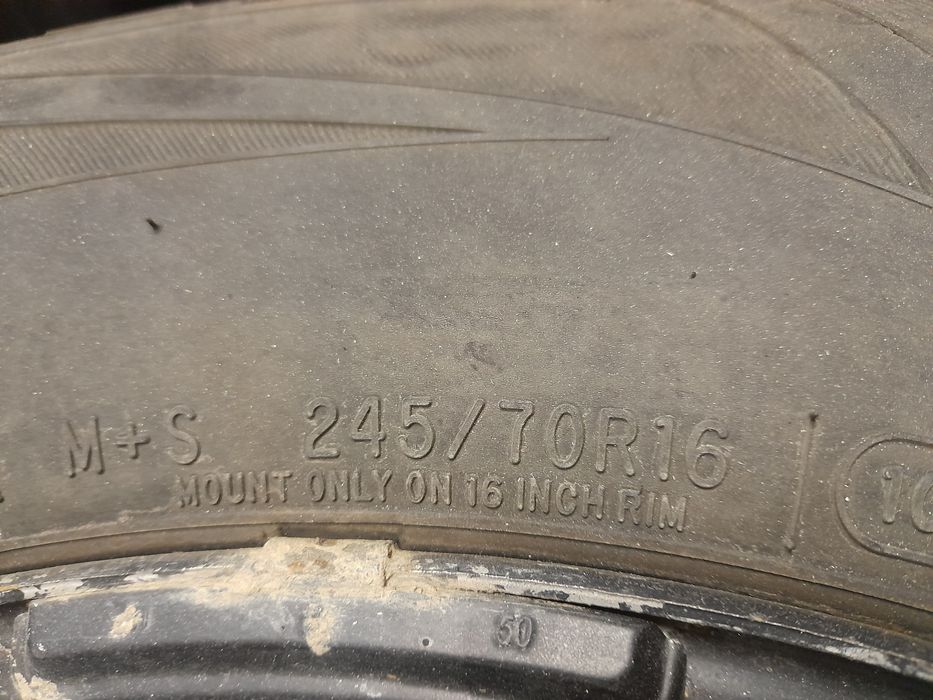 M+S 245/70R16
MOUNT ONLY ON 16 INCH RIM
50